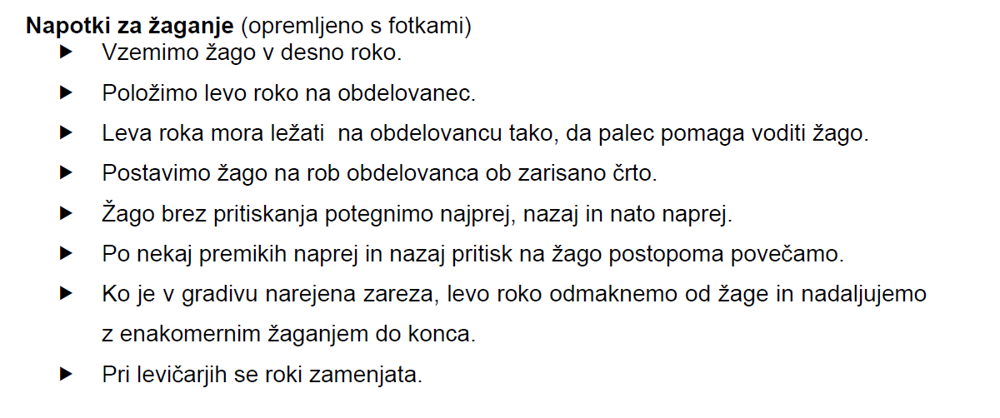 Napotki za žaganje (opremljeno s fotkami)
► Vzemimo žago v desno roko.
► Položimo levo roko na obdelovanec.
► Leva roka mora ležati  na obdelovancu tako, da palec pomaga voditi žago.
► Postavimo žago na rob obdelovanca ob zarisano črto.
► Žago brez pritiskanja potegnimo najprej, nazaj in nato naprej.
► Po nekaj premikih naprej in nazaj pritisk na žago postopoma povečamo.
► Ko je v gradivu narejena zareza, levo roko odmaknemo od žage in nadaljujemo
z enakomernim žaganjem do konca.
► Pri levičarjih se roki zamenjata.